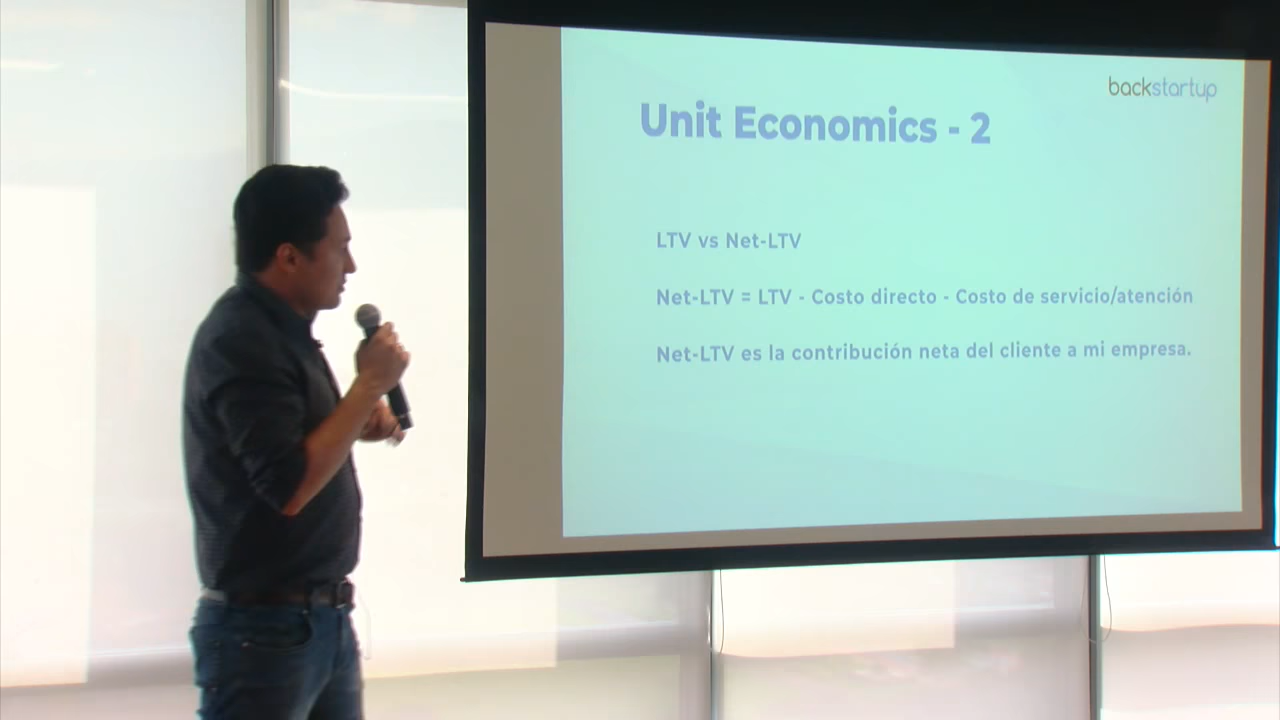 backstartup
Unit Economics - 2
LTV vs Net-LTV
Net-LTV = LTV - Costo directo - Costo de servicio/atención
Net-LTV es la contribución neta del cliente a mi empresa.